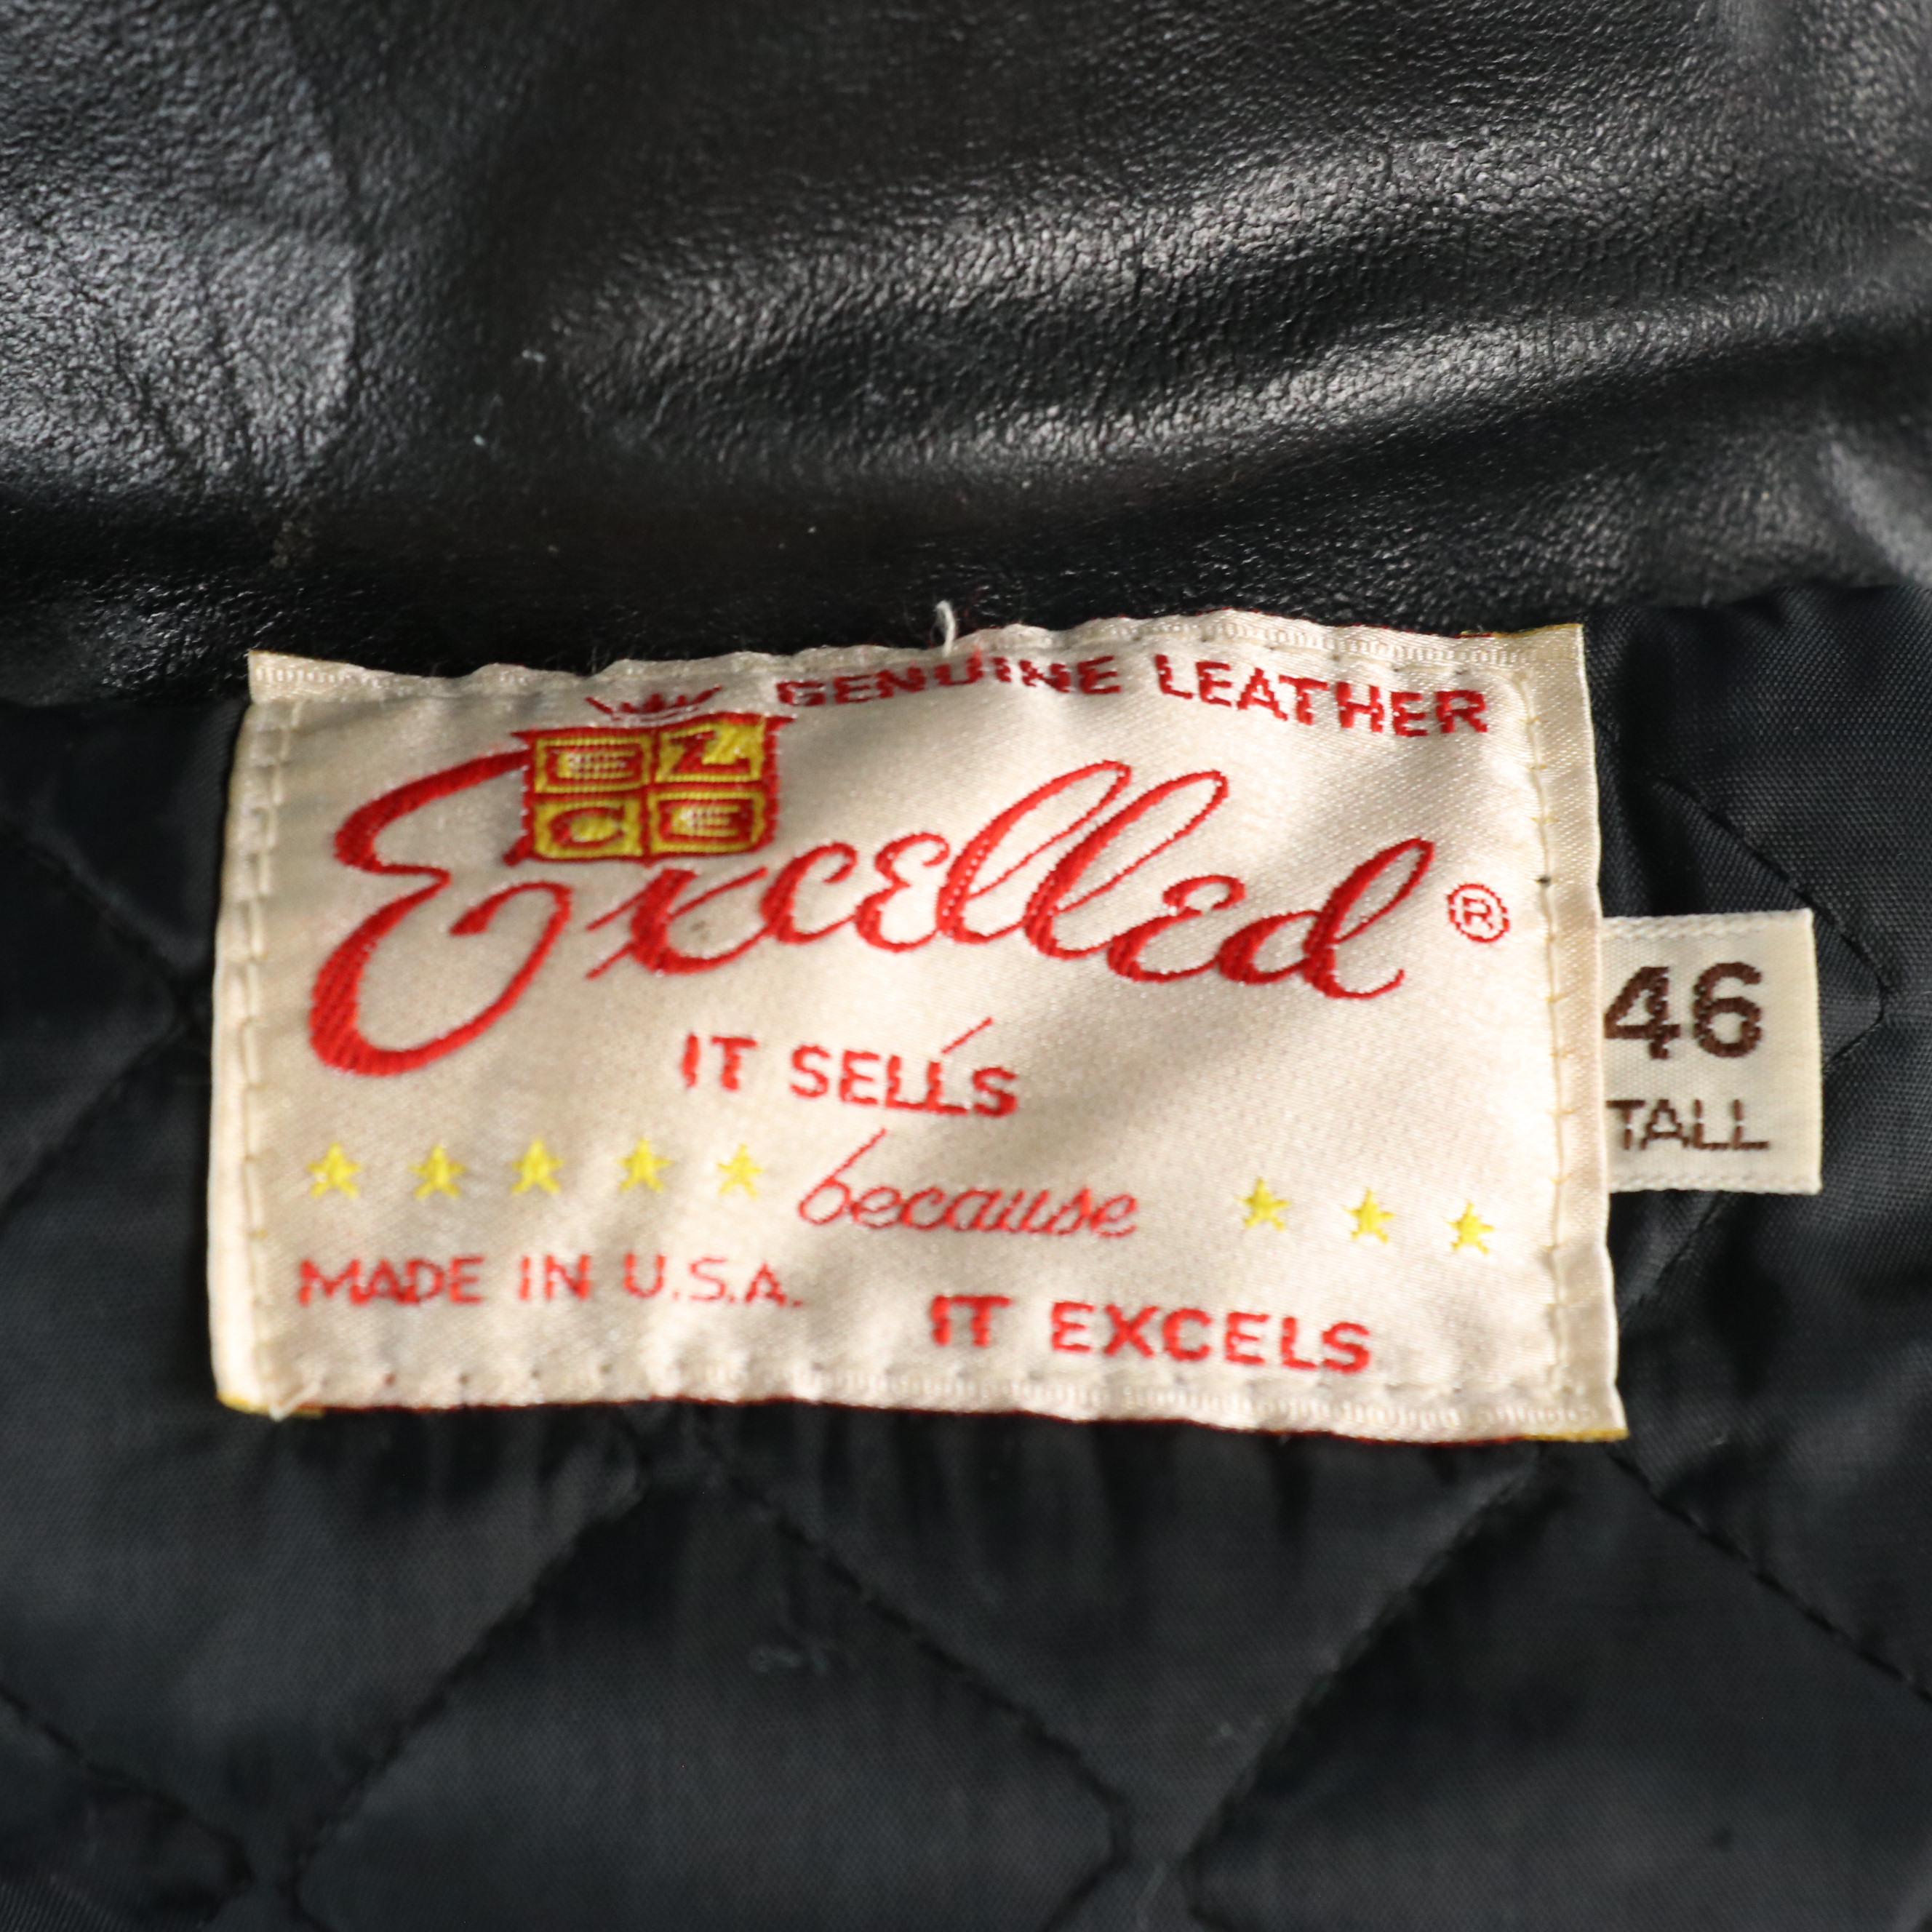 GENUINE LEATHER
Excelled ®
IT SELLS
because
MADE IN U.S.A.
IT EXCELS
46
TALL